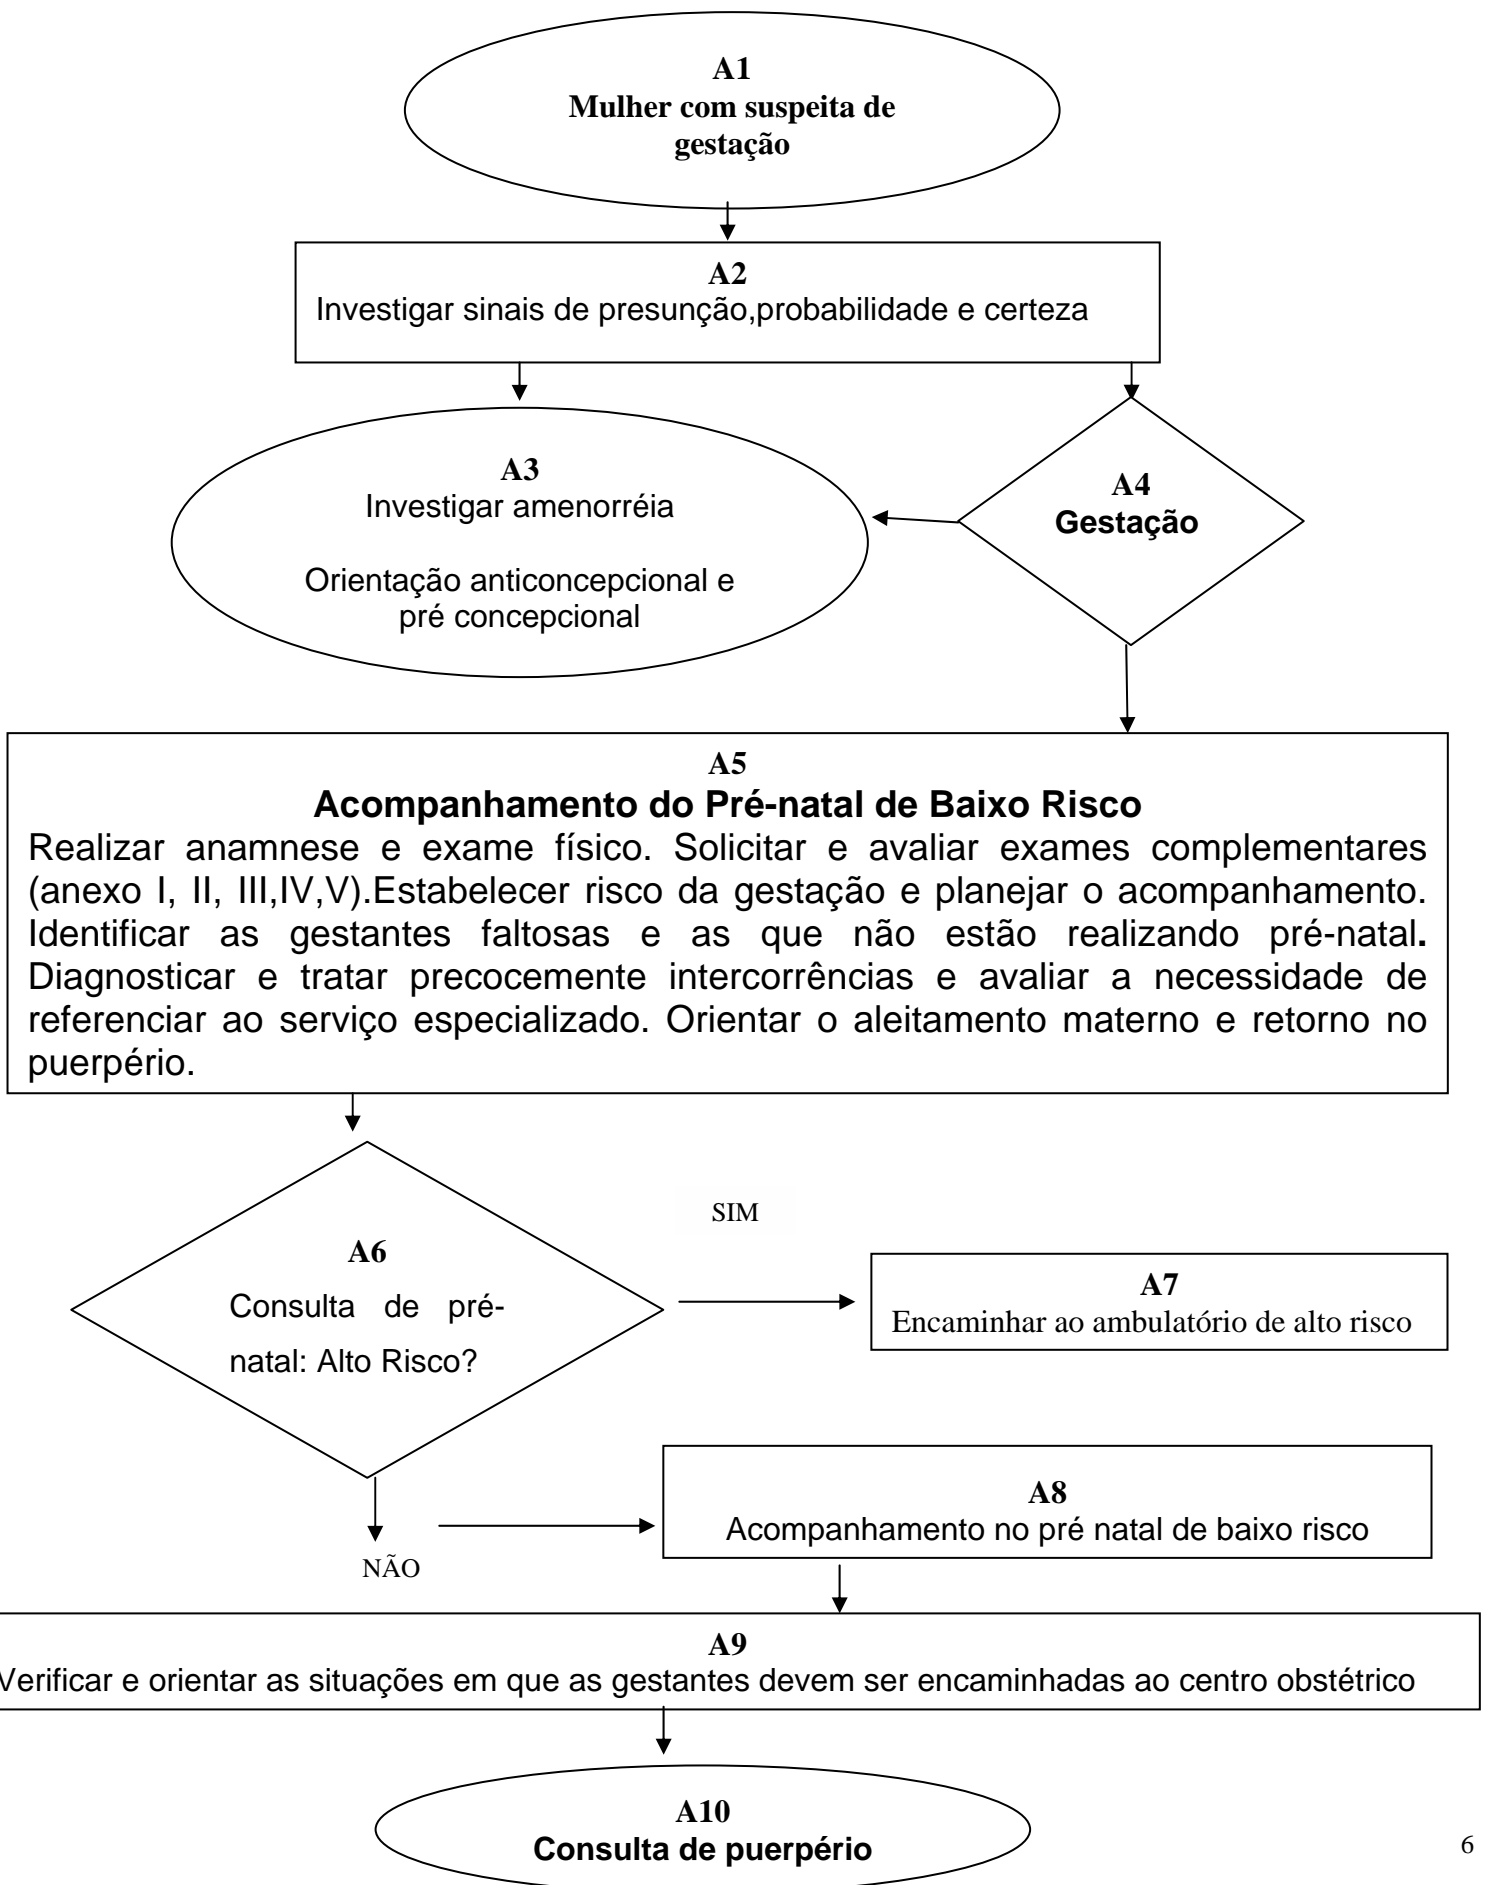 A1
Mulher com suspeita de
gestação
A2
Investigar sinais de presunção,probabilidade e certeza
A3
Investigar amenorréia
Orientação anticoncepcional e
pré concepcional
A4
Gestação
A5
Acompanhamento do Pré-natal de Baixo Risco
Realizar anamnese e exame físico. Solicitar e avaliar exames complementares
(anexo I, II, III,IV,V).Estabelecer risco da gestação e planejar o acompanhamento.
Identificar as gestantes faltosas e as que não estão realizando pré-natal.
Diagnosticar e tratar precocemente intercorrências e avaliar a necessidade de
referenciar ao serviço especializado. Orientar o aleitamento materno e retorno no
puerpério.
SIM
A6
Consulta de pré-
natal: Alto Risco?
A7
Encaminhar ao ambulatório de alto risco
A8
Acompanhamento no pré natal de baixo risco
NÃO
A9
Verificar e orientar as situações em que as gestantes devem ser encaminhadas ao centro obstétrico
A10
Consulta de puerpério
6